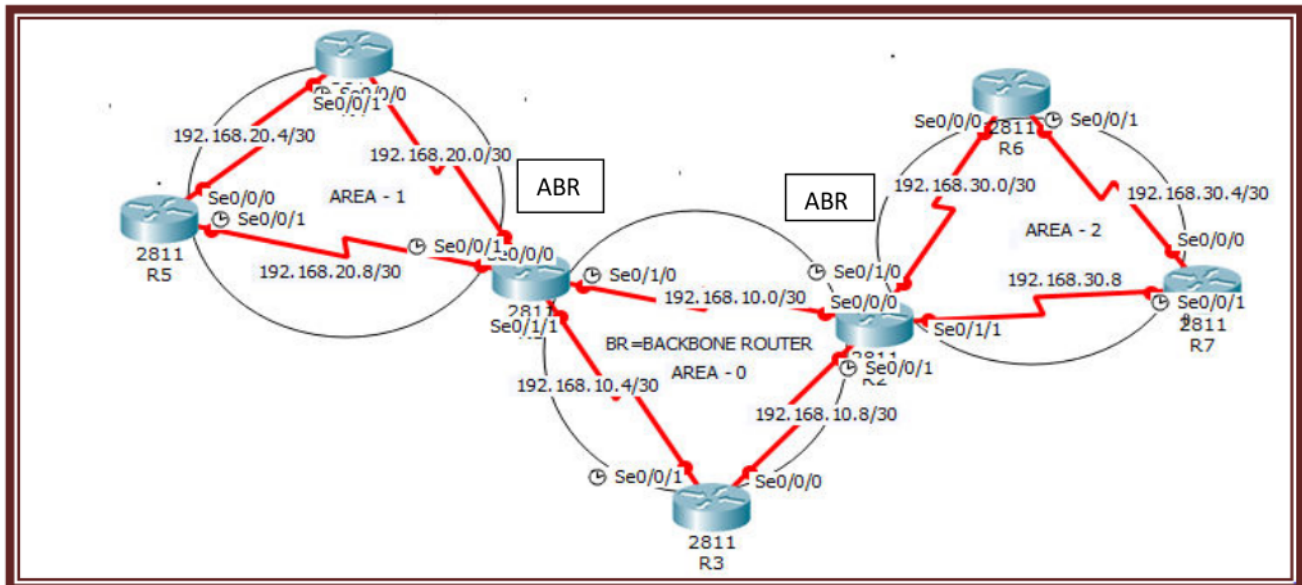 Se0/0/0
Se0/0/1
192.168.20.4/30
192.168.20.0/30
AREA - 1
Se0/0/0
Se0/0/1
2811
R5
192.168.20.8/30
Se0/0/1
Se0/0/0
ABR
Se0/1/0
192.168.10.0/30
2811
Se0/1/1
BR=BACKBONE ROUTER
AREA - 0
192.168.10.4/30
192.168.10.8/30
Se0/0/1
Se0/0/0
2811
R3
ABR
Se0/1/0
Se0/0/0
2811
R2
Se0/0/1
Se0/1/1
Se0/0/0
2811
R6
Se0/0/1
192.168.30.0/30
192.168.30.4/30
AREA - 2
Se0/0/0
192.168.30.8
Se0/0/1
2811
R7